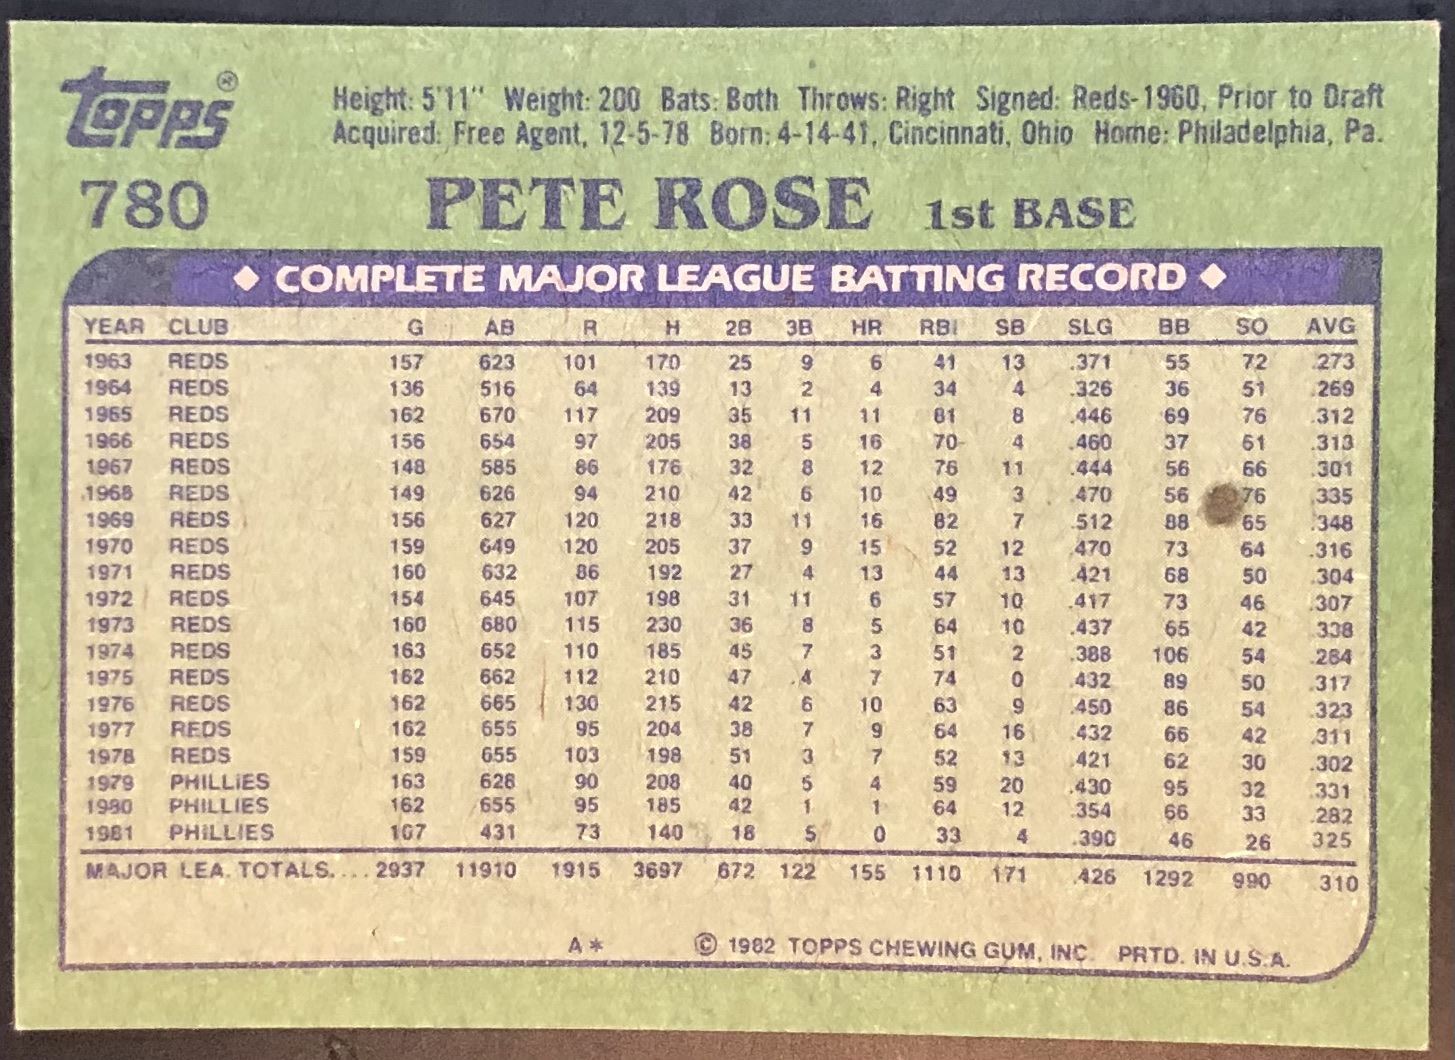 Topps®
Height: 5'11" Weight: 200 Bats: Both Throws: Right Signed: Reds-1960, Prior to Draft
Acquired: Free Agent, 12-5-78 Born: 4-14-41, Cincinnati, Ohio Home: Philadelphia, Pa.
780 PETE ROSE 1st BASE
◆ COMPLETE MAJOR LEAGUE BATTING RECORD ◆
YEAR CLUB G AB R H 2B 3B HR RBI SB SLG BB SO AVG
1963 REDS 157 623 101 170 25 9 6 41 13 .371 55 72 .273
1964 REDS 136 516 64 139 13 2 4 34 4 .326 36 51 .269
1965 REDS 162 670 117 209 35 11 11 81 8 .446 69 76 .312
1966 REDS 156 654 97 205 38 5 16 70 4 .460 37 61 .313
1967 REDS 148 585 86 176 32 8 12 76 11 .444 56 66 .301
1968 REDS 149 626 94 210 42 6 10 49 3 .470 56 76 .335
1969 REDS 156 627 120 218 33 11 16 82 7 .512 88 65 .348
1970 REDS 159 649 120 205 37 9 15 52 12 .470 73 64 .316
1971 REDS 160 632 86 192 27 4 13 44 13 .421 68 50 .304
1972 REDS 154 645 107 198 31 11 6 57 10 .417 73 46 .307
1973 REDS 160 680 115 230 36 8 5 64 10 .437 65 42 .338
1974 REDS 163 652 110 185 45 7 3 51 2 .388 106 54 .284
1975 REDS 162 662 112 210 47 4 7 74 0 .432 89 50 .317
1976 REDS 162 665 130 215 42 6 10 63 9 .450 86 54 .323
1977 REDS 162 655 95 204 38 7 9 64 16 .432 66 42 .311
1978 REDS 159 655 103 198 51 3 7 52 13 .421 62 30 .302
1979 PHILLIES 163 628 90 208 40 5 4 59 20 .430 95 32 .331
1980 PHILLIES 162 655 95 185 42 1 1 64 12 .354 66 33 .282
1981 PHILLIES 107 431 73 140 18 5 0 33 4 .390 46 26 .325
MAJOR LEA. TOTALS.... 2937 11910 1915 3697 672 122 155 1110 171 .426 1292 990 .310
A* © 1982 TOPPS CHEWING GUM, INC. PRTD. IN U.S.A.